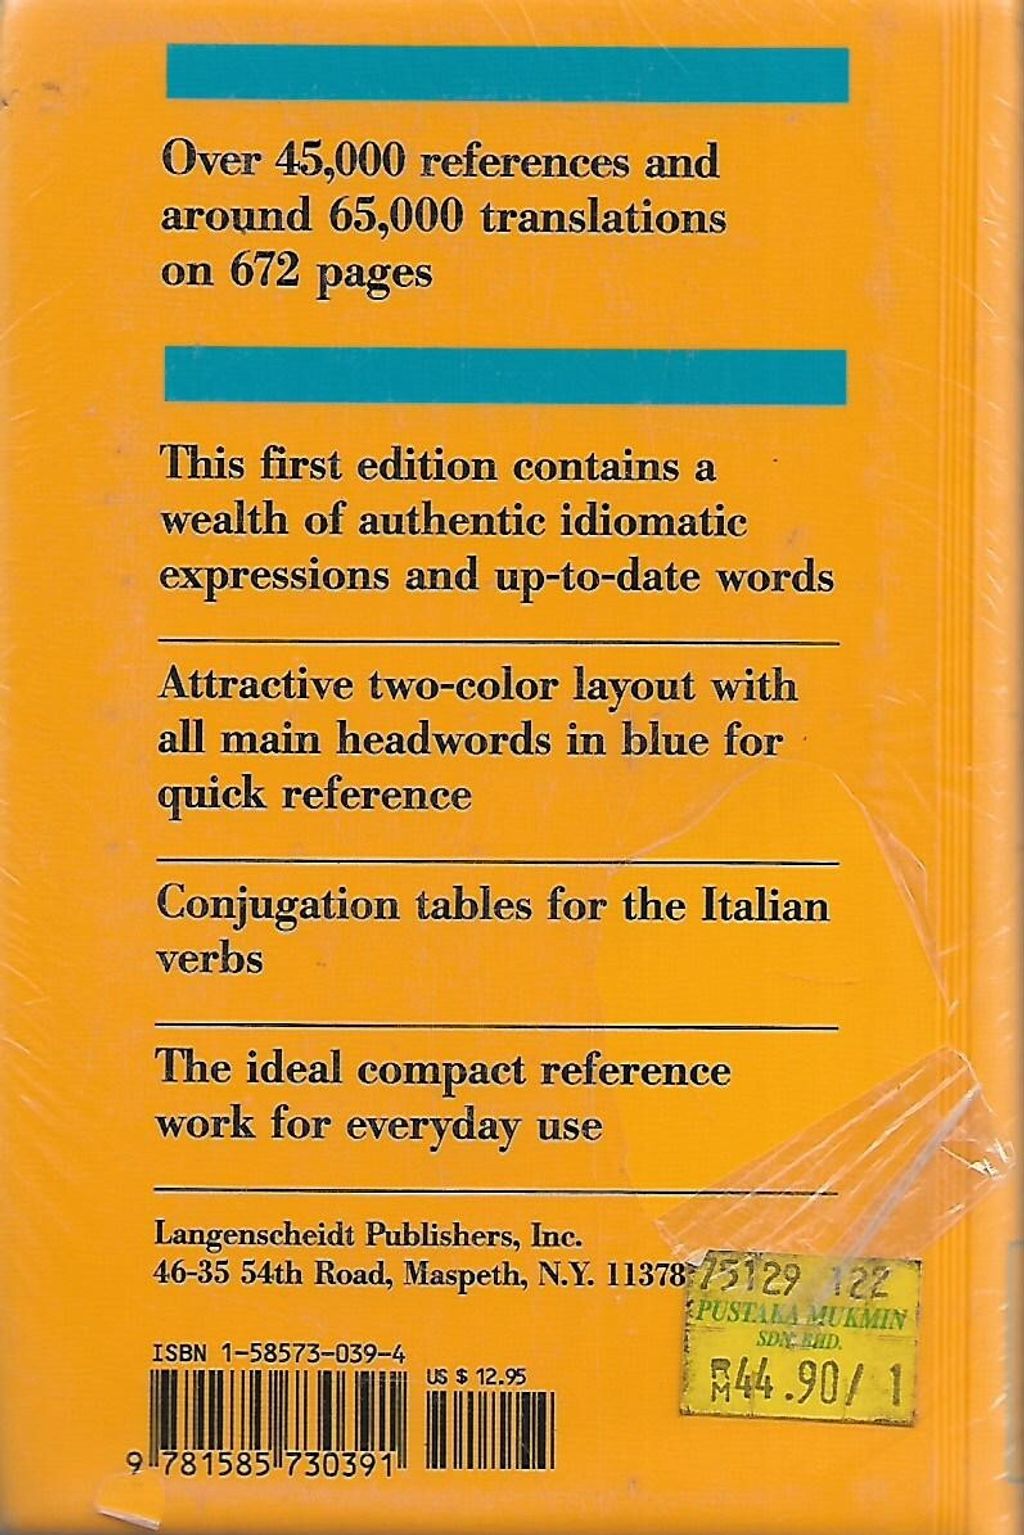 Over 45,000 references and
around 65,000 translations
on 672 pages
This first edition contains a
wealth of authentic idiomatic
expressions and up-to-date words
Attractive two-color layout with
all main headwords in blue for
quick reference
Conjugation tables for the Italian
verbs
The ideal compact reference
work for everyday use
Langenscheidt Publishers, Inc.
46-35 54th Road, Maspeth, N.Y. 11378
75129 122
PUSTAKA MUKMIN
SDN. BHD.
RM44.90/ 1
ISBN 1-58573-039-4
US $ 12.95
9 781585 730391